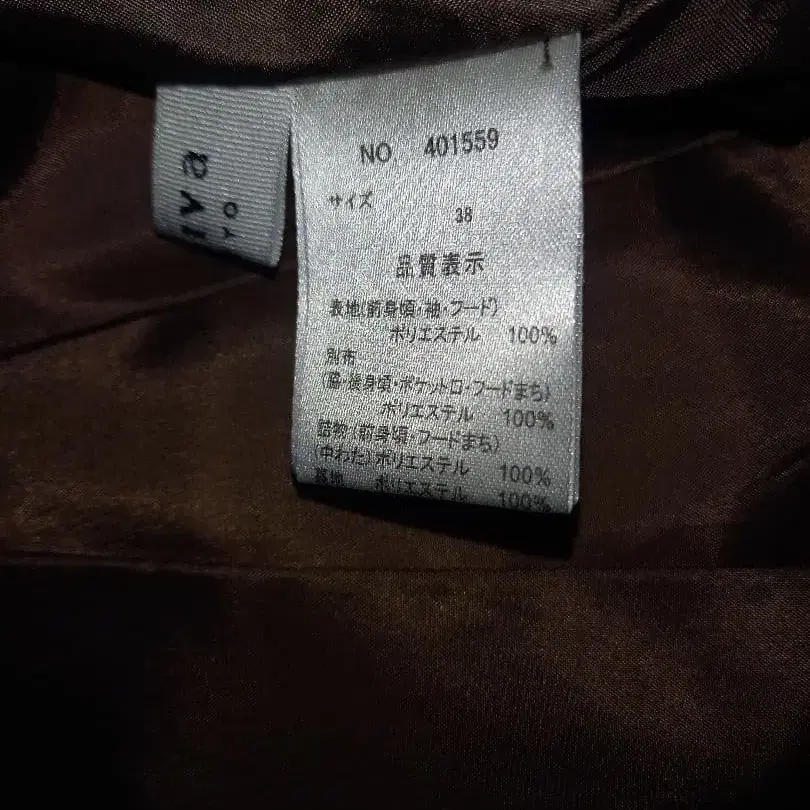 iva
YO
NO. 401559
サイズ
38
品質表示
表地(前身頃・袖・フード)
ポリエステル 100%
別布
(脇・後身頃・ポケット口・フードまち)
ポリエステル 100%
詰物(前身頃・フードまち)
(中わた)ポリエステル 100%
裏地 ポリエステル 100%